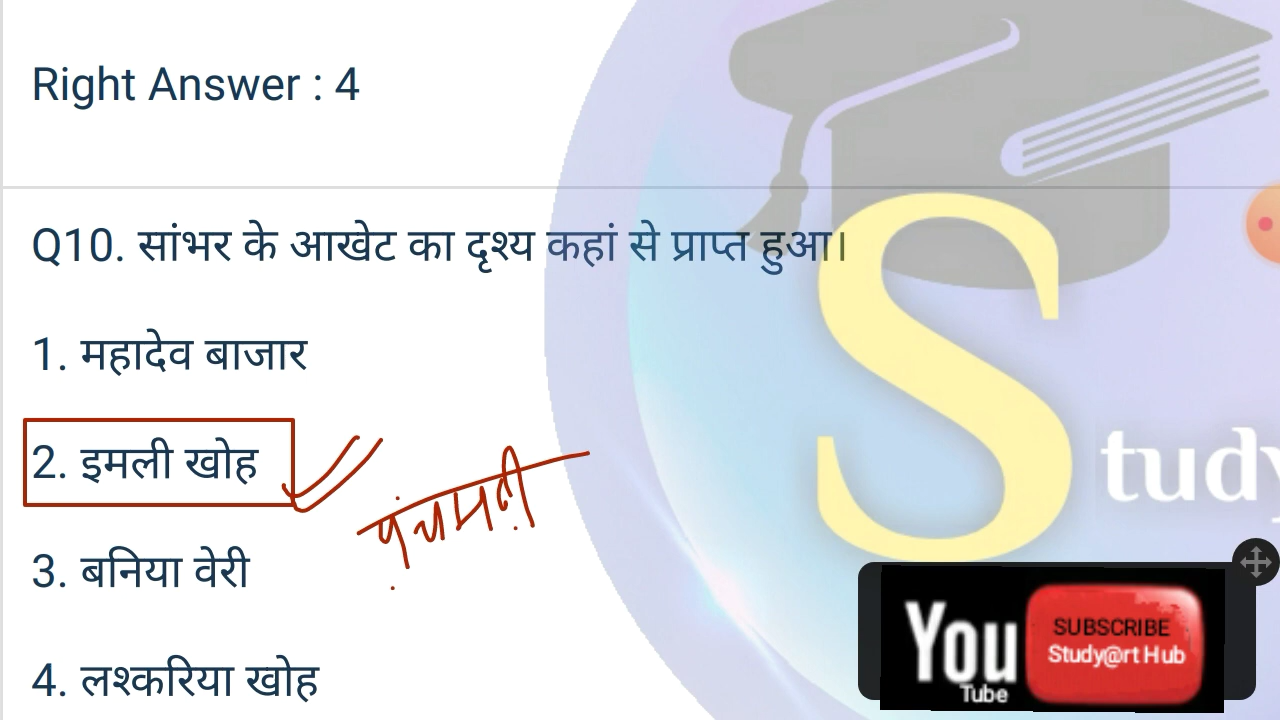 Right Answer : 4
Q10. सांभर के आखेट का दृश्य कहां से प्राप्त हुआ।
1. महादेव बाजार
2. इमली खोह
पंचमढ़ी
3. बनिया वेरी
4. लश्करिया खोह
Study
You
Tube
SUBSCRIBE
Study@rt Hub